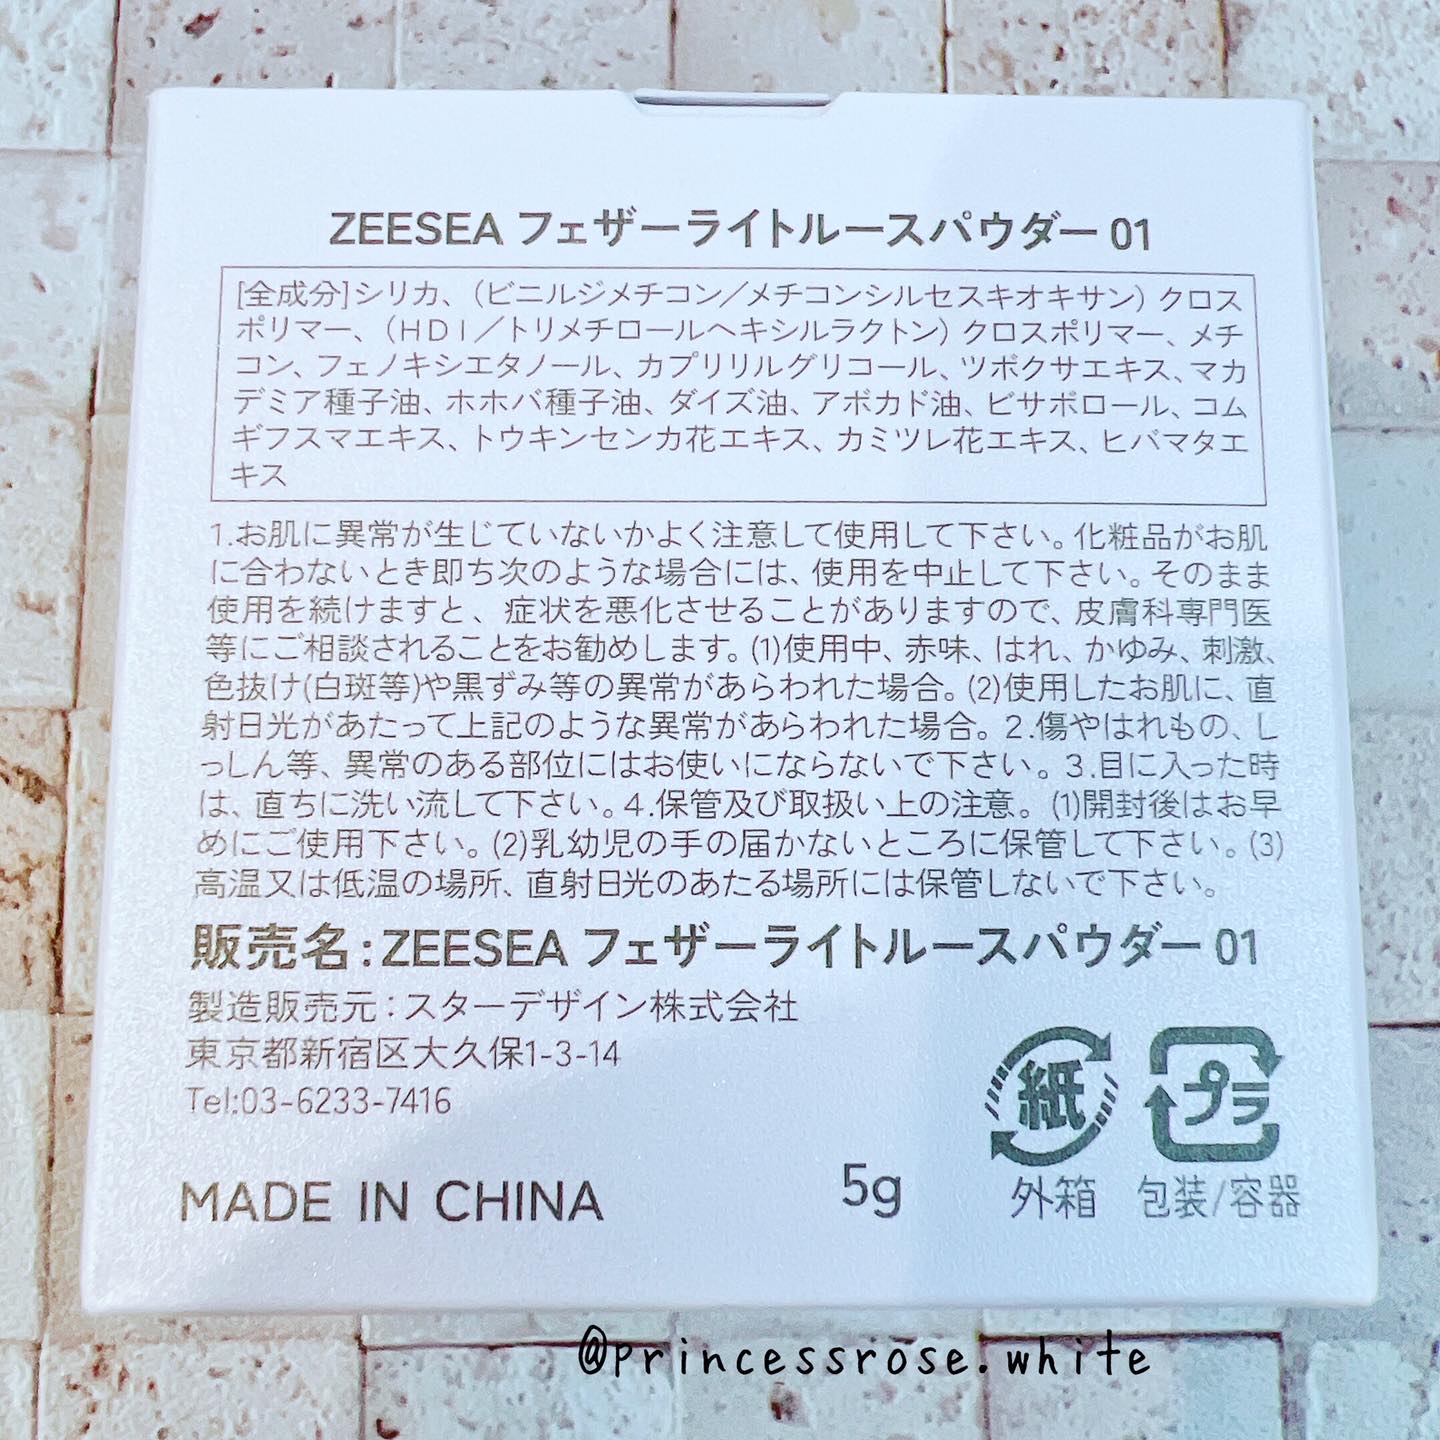 ZEESEA フェザーライトルースパウダー 01
[全成分]シリカ、（ビニルジメチコン／メチコンシルセスキオキサン）クロス
ポリマー、（HDI／トリメチロールヘキシルラクトン）クロスポリマー、メチ
コン、フェノキシエタノール、カプリリルグリコール、ツボクサエキス、マカ
デミア種子油、ホホバ種子油、ダイズ油、アボカド油、ビサボロール、コム
ギフスマエキス、トウキンセンカ花エキス、カミツレ花エキス、ヒバマタエ
キス
1.お肌に異常が生じていないかよく注意して使用して下さい。化粧品がお肌
に合わないとき即ち次のような場合には、使用を中止して下さい。そのまま
使用を続けますと、症状を悪化させることがありますので、皮膚科専門医
等にご相談されることをお勧めします。(1)使用中、赤味、はれ、かゆみ、刺激、
色抜け(白斑等)や黒ずみ等の異常があらわれた場合。(2)使用したお肌に、直
射日光があたって上記のような異常があらわれた場合。2.傷やはれもの、し
っしん等、異常のある部位にはお使いにならないで下さい。3.目に入った時
は、直ちに洗い流して下さい。4.保管及び取扱い上の注意。(1)開封後はお早
めにご使用下さい。(2)乳幼児の手の届かないところに保管して下さい。(3)
高温又は低温の場所、直射日光のあたる場所には保管しないで下さい。
販売名：ZEESEA フェザーライトルースパウダー 01
製造販売元：スターデザイン株式会社
東京都新宿区大久保1-3-14
Tel:03-6233-7416
紙 プラ
MADE IN CHINA 5g 外箱 包装/容器
@princessrose.white